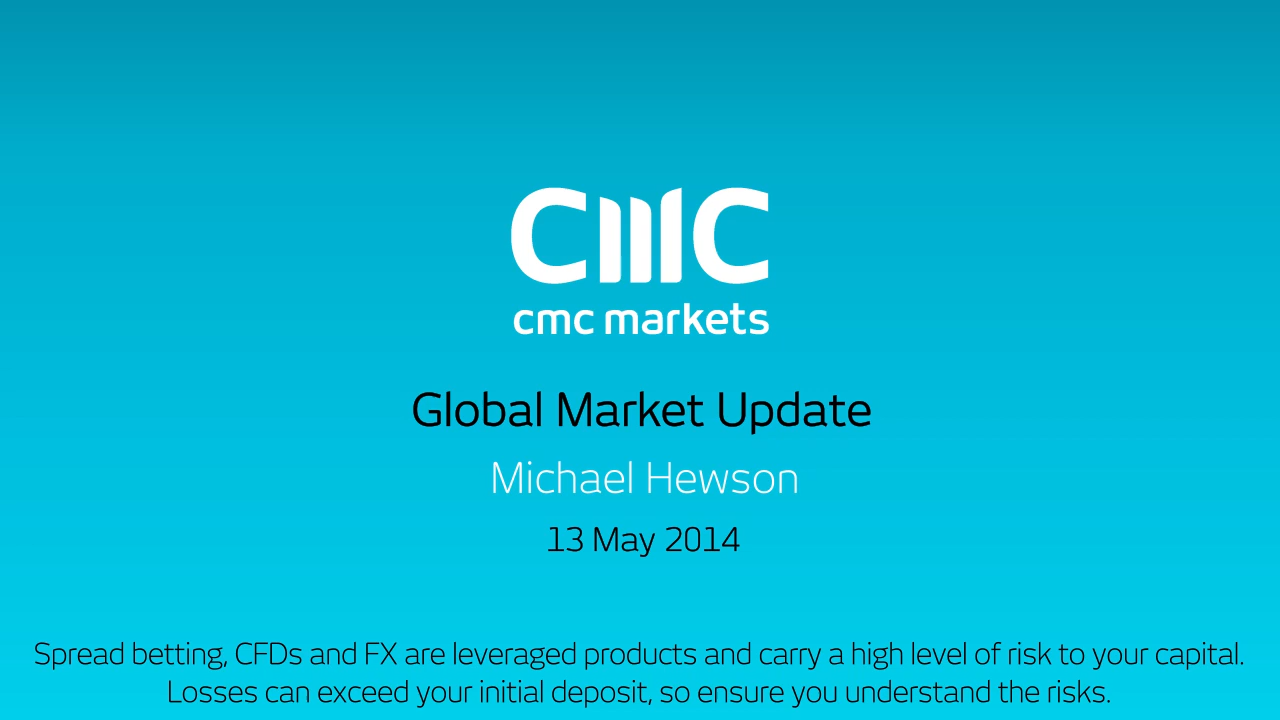 CMC
cmc markets
Global Market Update
Michael Hewson
13 May 2014
Spread betting, CFDs and FX are leveraged products and carry a high level of risk to your capital.
Losses can exceed your initial deposit, so ensure you understand the risks.